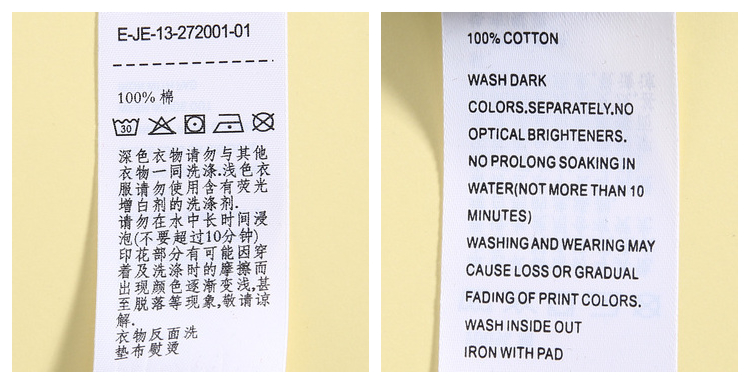 E-JE-13-272001-01
100% 棉
30
深色衣物请勿与其他
衣物一同洗涤.浅色衣
服请勿使用含有荧光
增白剂的洗涤剂.
请勿在水中长时间浸
泡(不要超过10分钟)
印花部分有可能因穿
着及洗涤时的摩擦而
出现颜色逐渐变浅,甚
至脱落等现象,敬请谅
解.
衣物反面洗
垫布熨烫
100% COTTON
WASH DARK
COLORS.SEPARATELY.NO
OPTICAL BRIGHTENERS.
NO PROLONG SOAKING IN
WATER(NOT MORE THAN 10
MINUTES)
WASHING AND WEARING MAY
CAUSE LOSS OR GRADUAL
FADING OF PRINT COLORS.
WASH INSIDE OUT
IRON WITH PAD